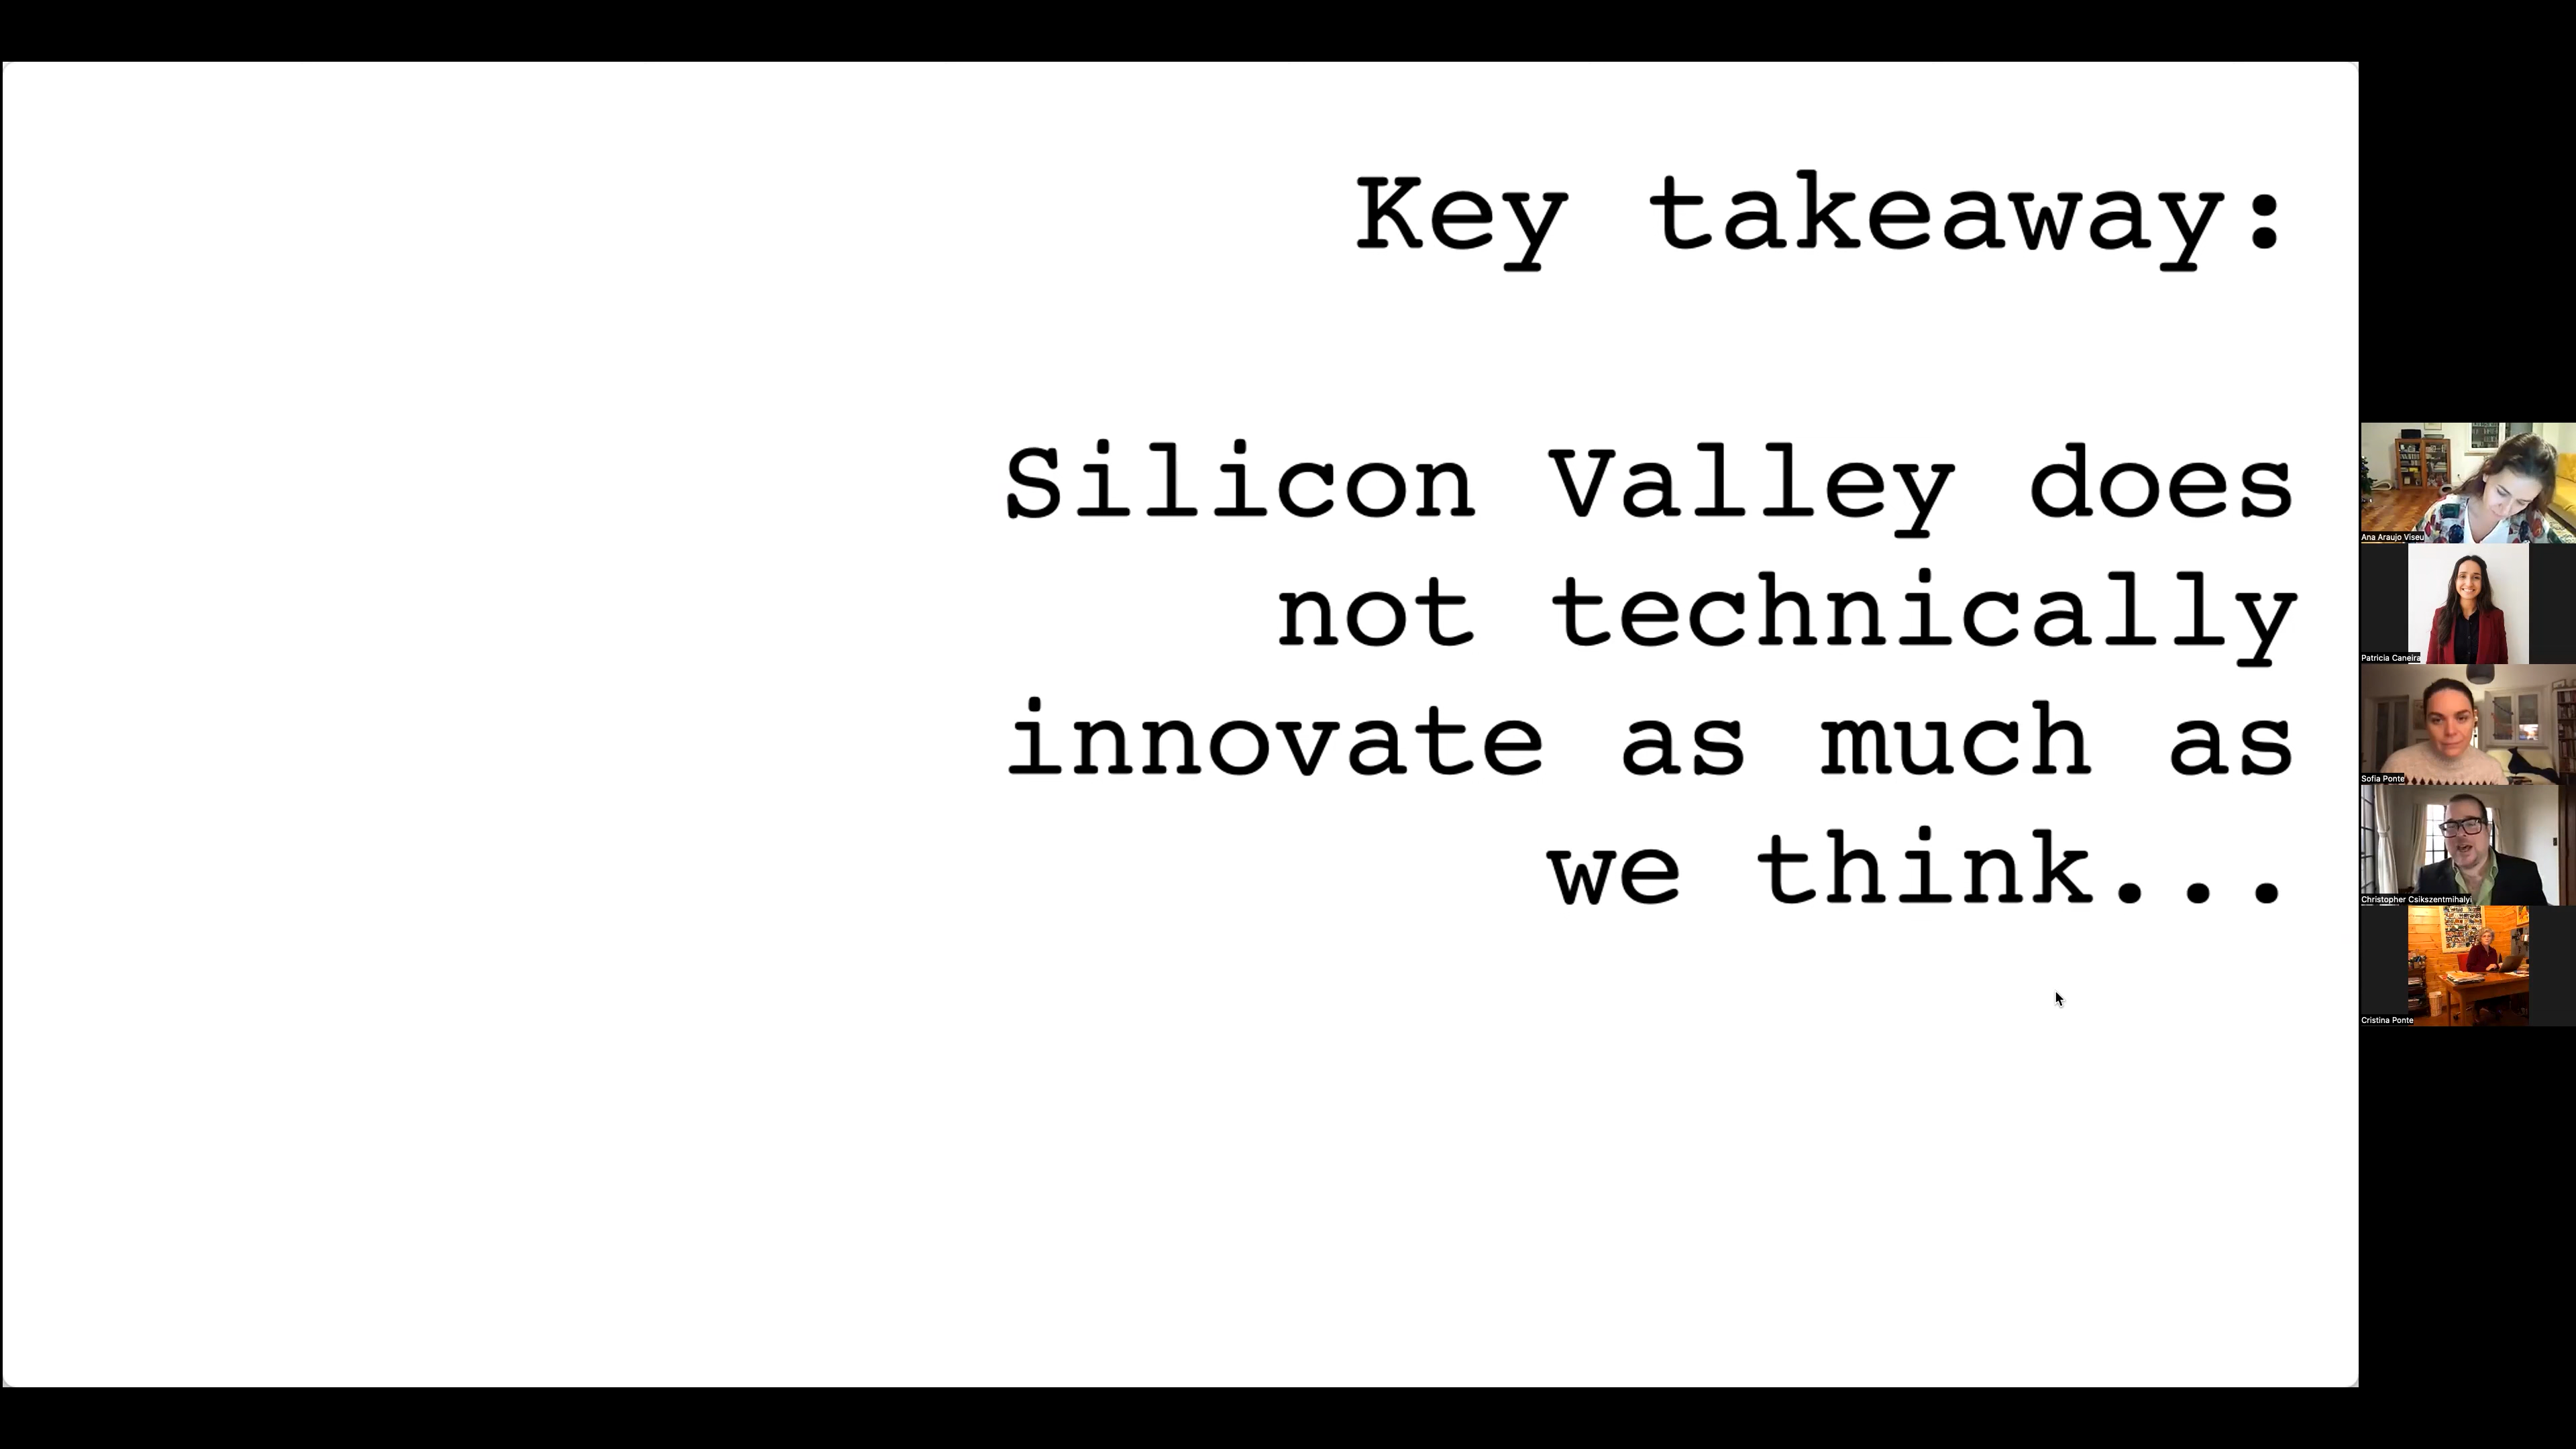 Key takeaway:
Silicon Valley does
not technically
innovate as much as
we think...
Ana Araujo Viseu
Patricia Caneira
Sofia Ponte
Christopher Csikszentmihalyi
Cristina Ponte